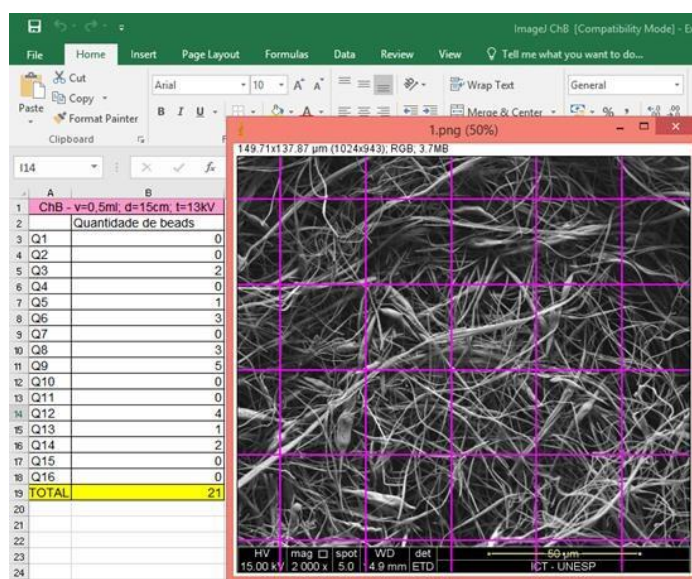 ImageJ ChB [Compatibility Mode] -
File Home Insert Page Layout Formulas Data Review View Tell me what you want to do...
Paste
Cut
Copy
Format Painter
Clipboard
Arial 10 A A
B I U A
Wrap Text
Merge & Center
General
%
I14 fx
A B
1 ChB - v=0,5ml; d=15cm; t=13kV
2 Quantidade de beads
3 Q1 0
4 Q2 0
5 Q3 2
6 Q4 0
7 Q5 1
8 Q6 3
9 Q7 0
10 Q8 3
11 Q9 5
12 Q10 0
13 Q11 0
14 Q12 4
15 Q13 1
16 Q14 2
17 Q15 0
18 Q16 0
19 TOTAL 21
20
21
22
23
24
1.png (50%)
149.71x137.87 µm (1024x943); RGB; 3.7MB
HV mag spot WD det
15.00 kV 2 000 x 5.0 4.9 mm ETD
50 µm
ICT - UNESP